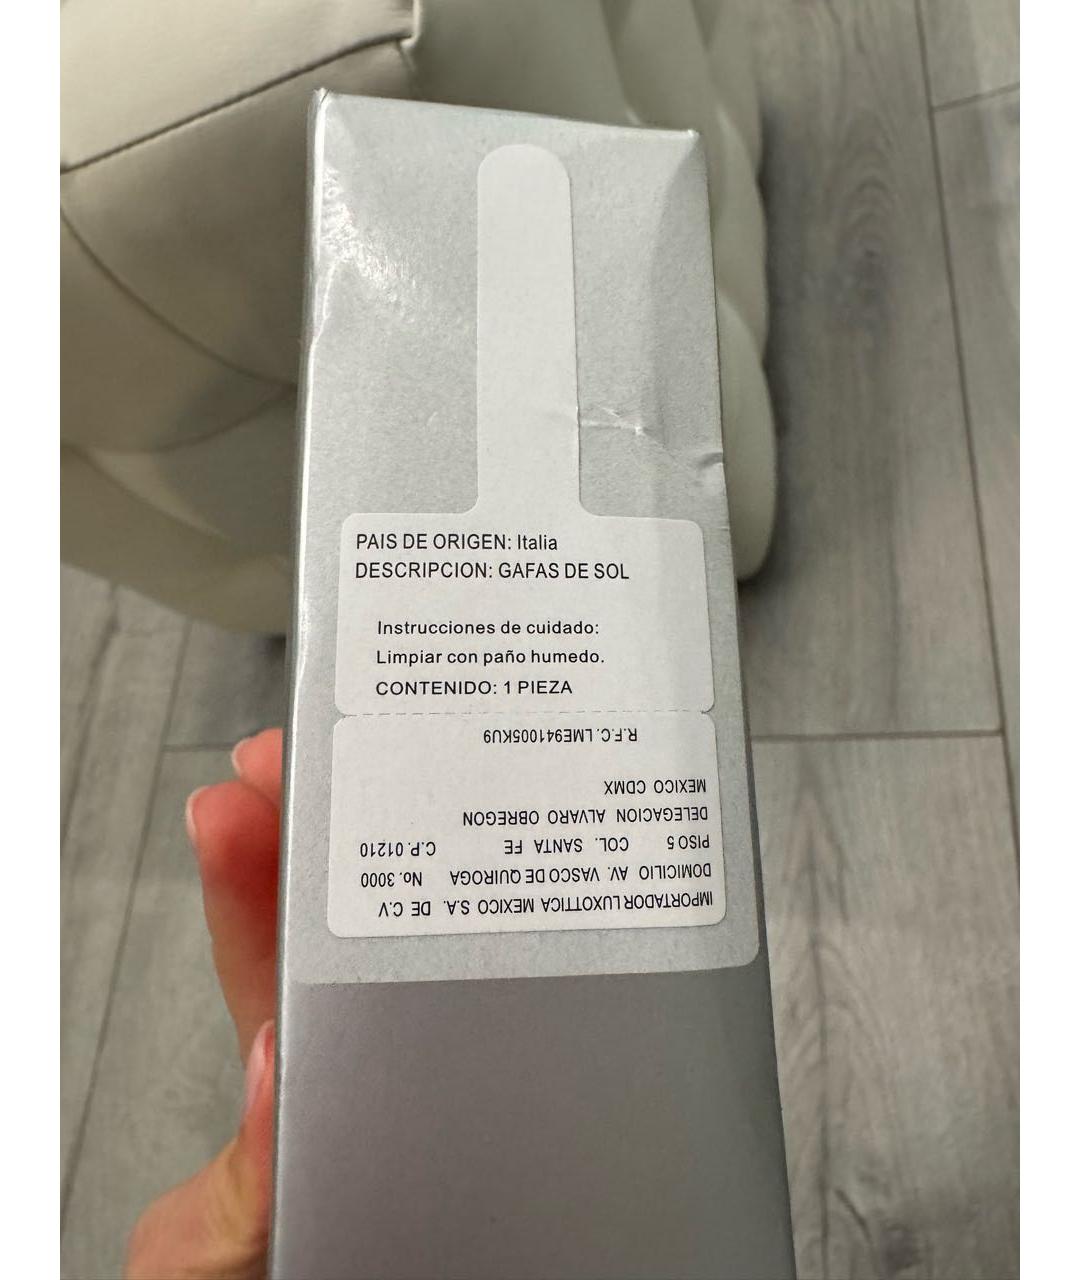 PAIS DE ORIGEN: Italia
DESCRIPCION: GAFAS DE SOL
Instrucciones de cuidado:
Limpiar con paño humedo.
CONTENIDO: 1 PIEZA
IMPORTADOR LUXOTTICA MEXICO S.A. DE C.V
DOMICILIO AV. VASCO DE QUIROGA No. 3000
PISO 5 COL. SANTA FE C.P. 01210
DELEGACION ALVARO OBREGON
MEXICO CDMX
R.F.C. LME941005KU9